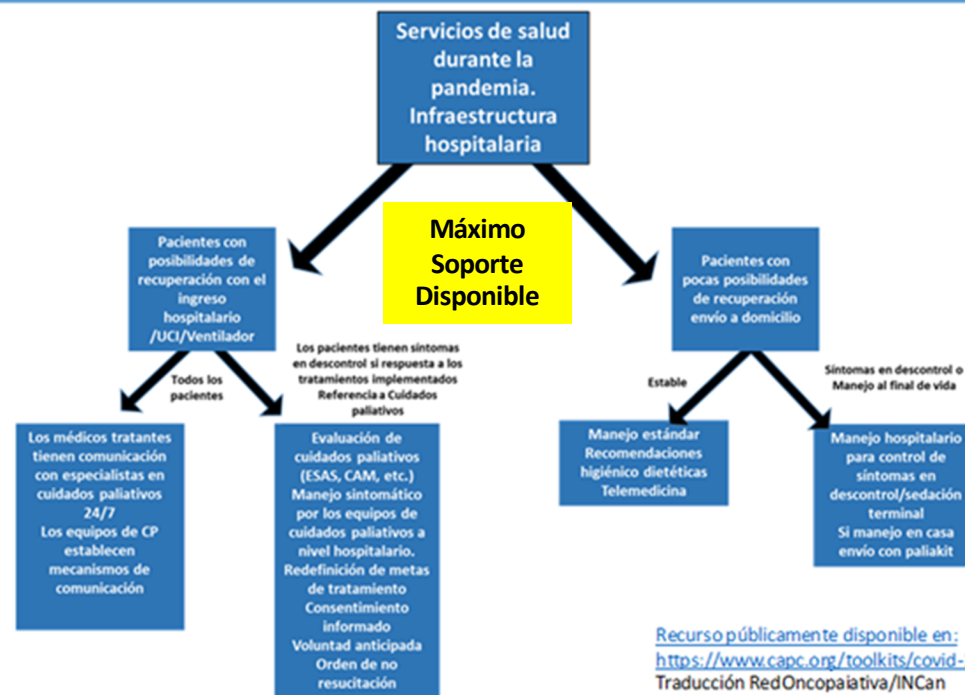 Servicios de salud
durante la
pandemia.
Infraestructura
hospitalaria
Máximo
Soporte
Disponible
Pacientes con
posibilidades de
recuperación con el
ingreso
hospitalario
/UCI/Ventilador
Pacientes con
pocas posibilidades
de recuperación
envío a domicilio
Todos los
pacientes
Los pacientes tienen síntomas
en descontrol si respuesta a los
tratamientos implementados
Referencia a Cuidados
paliativos
Estable
Síntomas en descontrol o
Manejo al final de vida
Los médicos tratantes
tienen comunicación
con especialistas en
cuidados paliativos
24/7
Los equipos de CP
establecen
mecanismos de
comunicación
Evaluación de
cuidados paliativos
(ESAS, CAM, etc.)
Manejo sintomático
por los equipos de
cuidados paliativos a
nivel hospitalario.
Redefinición de metas
de tratamiento
Consentimiento
informado
Voluntad anticipada
Orden de no
resucitación
Manejo estándar
Recomendaciones
higiénico dietéticas
Telemedicina
Manejo hospitalario
para control de
síntomas en
descontrol/sedación
terminal
Si manejo en casa
envío con paliakit
Recurso públicamente disponible en:
https://www.capc.org/toolkits/covid-
Traducción RedOncopaiativa/INCan